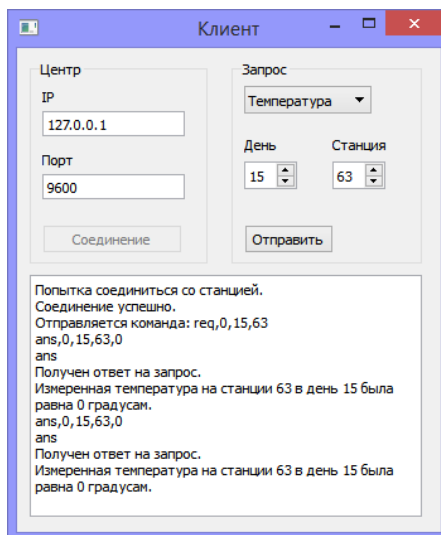 Клиент
Центр
IP
127.0.0.1
Порт
9600
Соединение
Запрос
Температура
День
Станция
15
63
Отправить
Попытка соединиться со станцией.
Соединение успешно.
Отправляется команда: req,0,15,63
ans,0,15,63,0
ans
Получен ответ на запрос.
Измеренная температура на станции 63 в день 15 была
равна 0 градусам.
ans,0,15,63,0
ans
Получен ответ на запрос.
Измеренная температура на станции 63 в день 15 была
равна 0 градусам.